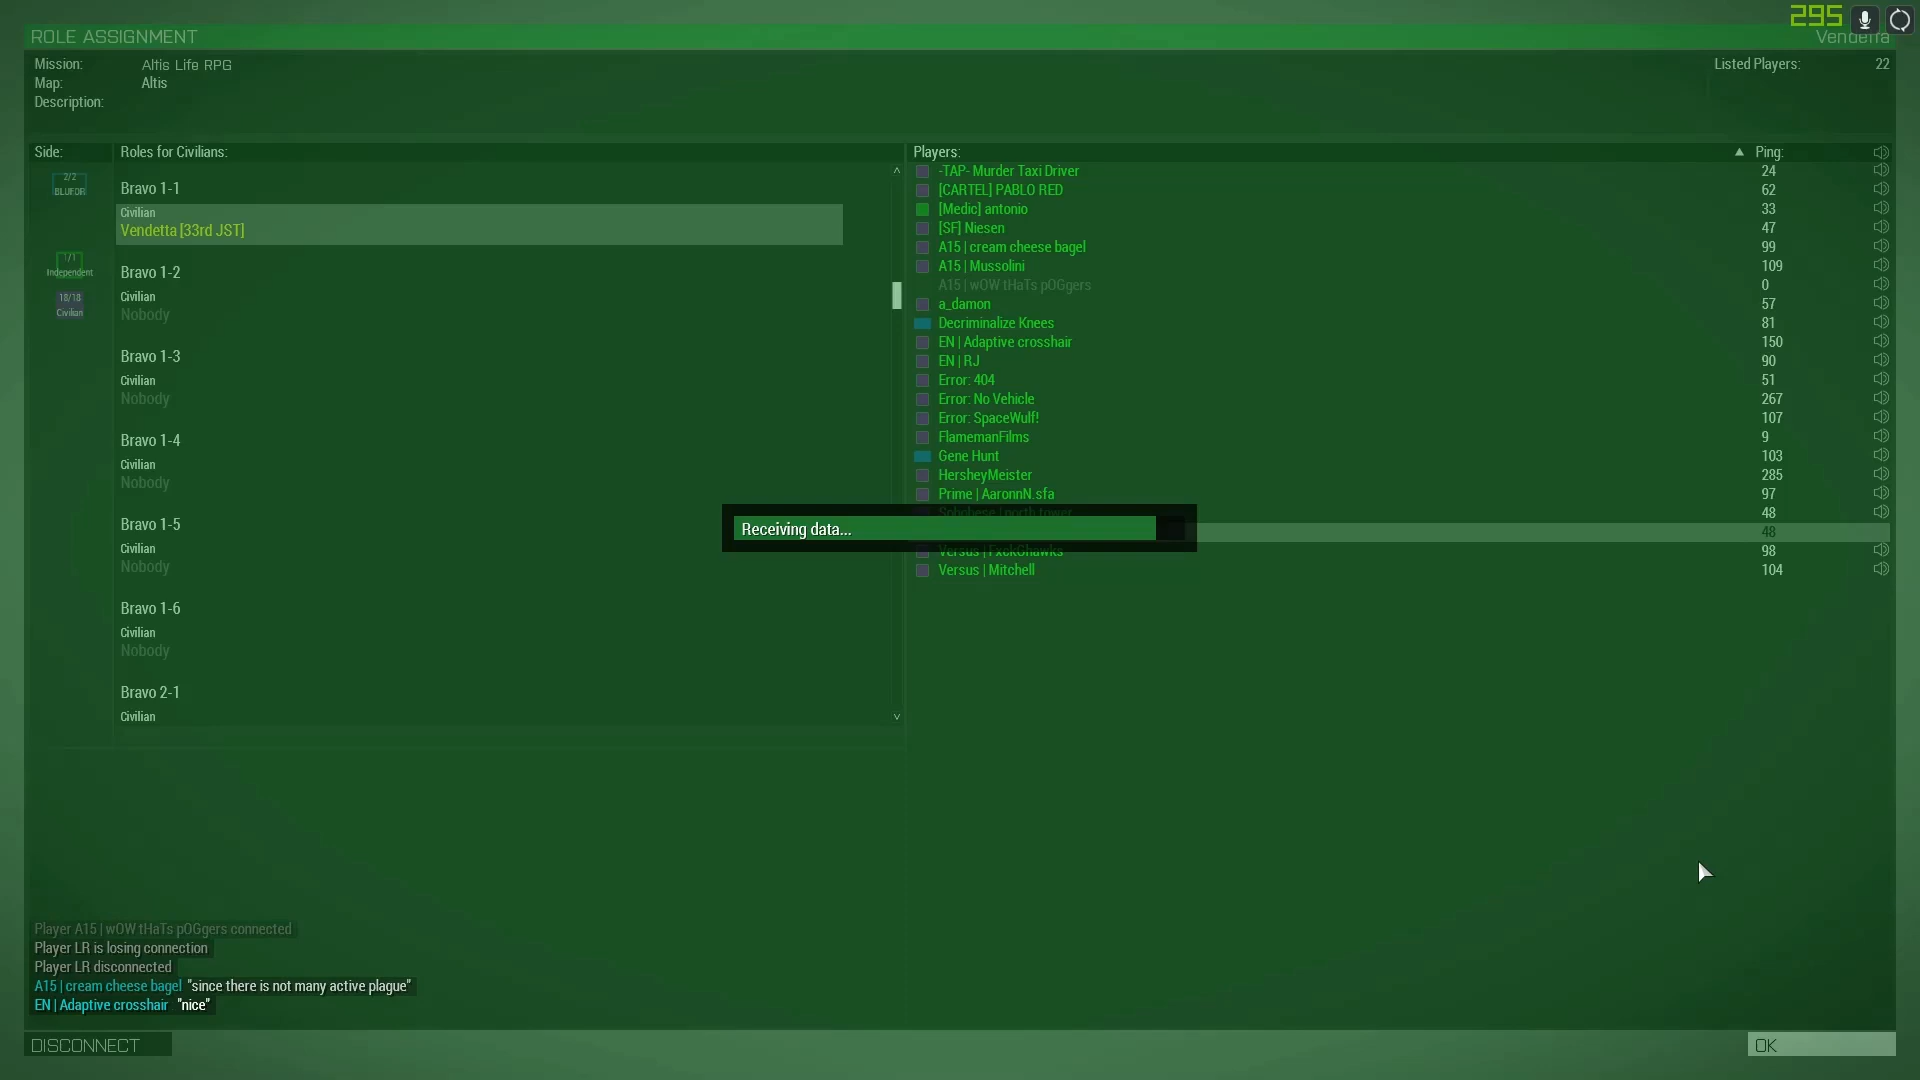 295
ROLE ASSIGNMENT
Vendetta
Mission: Altis Life RPG
Listed Players: 22
Map: Altis
Description:
Side:
2/2
BLUFOR
1/1
Independent
18/18
Civilian
Roles for Civilians:
Bravo 1-1
Civilian
Vendetta [33rd JST]
Bravo 1-2
Civilian
Nobody
Bravo 1-3
Civilian
Nobody
Bravo 1-4
Civilian
Nobody
Bravo 1-5
Civilian
Nobody
Bravo 1-6
Civilian
Nobody
Bravo 2-1
Civilian
Players: Ping:
-TAP- Murder Taxi Driver 24
[CARTEL] PABLO RED 62
[Medic] antonio 33
[SF] Niesen 47
A15 | cream cheese bagel 99
A15 | Mussolini 109
A15 | wOW tHaTs pOGgers 0
a_damon 57
Decriminalize Knees 81
EN | Adaptive crosshair 150
EN | RJ 90
Error: 404 51
Error: No Vehicle 267
Error: SpaceWulf! 107
FlamemanFilms 9
Gene Hunt 103
HersheyMeister 285
Prime | AaronnN.sfa 97
north tower 48
48
Versus | FxckGhawks 98
Versus | Mitchell 104
Receiving data...
Player A15 | wOW tHaTs pOGgers connected
Player LR is losing connection
Player LR disconnected
A15 | cream cheese bagel "since there is not many active plague"
EN | Adaptive crosshair "nice"
DISCONNECT
OK